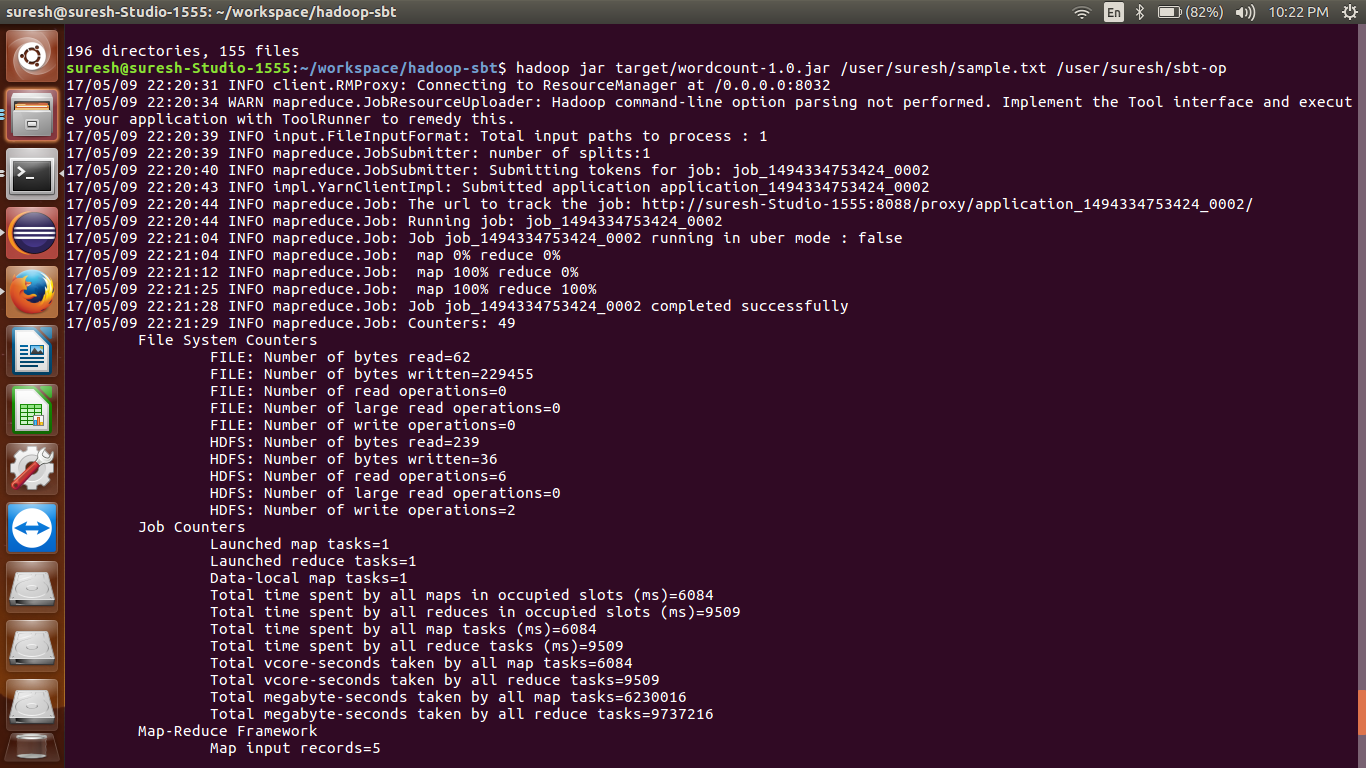 suresh@suresh-Studio-1555: ~/workspace/hadoop-sbt
En
(82%)
10:22 PM
196 directories, 155 files
suresh@suresh-Studio-1555:~/workspace/hadoop-sbt$ hadoop jar target/wordcount-1.0.jar /user/suresh/sample.txt /user/suresh/sbt-op
17/05/09 22:20:31 INFO client.RMProxy: Connecting to ResourceManager at /0.0.0.0:8032
17/05/09 22:20:34 WARN mapreduce.JobResourceUploader: Hadoop command-line option parsing not performed. Implement the Tool interface and execut
e your application with ToolRunner to remedy this.
17/05/09 22:20:39 INFO input.FileInputFormat: Total input paths to process : 1
17/05/09 22:20:39 INFO mapreduce.JobSubmitter: number of splits:1
17/05/09 22:20:40 INFO mapreduce.JobSubmitter: Submitting tokens for job: job_1494334753424_0002
17/05/09 22:20:43 INFO impl.YarnClientImpl: Submitted application application_1494334753424_0002
17/05/09 22:20:44 INFO mapreduce.Job: The url to track the job: http://suresh-Studio-1555:8088/proxy/application_1494334753424_0002/
17/05/09 22:20:44 INFO mapreduce.Job: Running job: job_1494334753424_0002
17/05/09 22:21:04 INFO mapreduce.Job: Job job_1494334753424_0002 running in uber mode : false
17/05/09 22:21:04 INFO mapreduce.Job:  map 0% reduce 0%
17/05/09 22:21:12 INFO mapreduce.Job:  map 100% reduce 0%
17/05/09 22:21:25 INFO mapreduce.Job:  map 100% reduce 100%
17/05/09 22:21:28 INFO mapreduce.Job: Job job_1494334753424_0002 completed successfully
17/05/09 22:21:29 INFO mapreduce.Job: Counters: 49
File System Counters
FILE: Number of bytes read=62
FILE: Number of bytes written=229455
FILE: Number of read operations=0
FILE: Number of large read operations=0
FILE: Number of write operations=0
HDFS: Number of bytes read=239
HDFS: Number of bytes written=36
HDFS: Number of read operations=6
HDFS: Number of large read operations=0
HDFS: Number of write operations=2
Job Counters
Launched map tasks=1
Launched reduce tasks=1
Data-local map tasks=1
Total time spent by all maps in occupied slots (ms)=6084
Total time spent by all reduces in occupied slots (ms)=9509
Total time spent by all map tasks (ms)=6084
Total time spent by all reduce tasks (ms)=9509
Total vcore-seconds taken by all map tasks=6084
Total vcore-seconds taken by all reduce tasks=9509
Total megabyte-seconds taken by all map tasks=6230016
Total megabyte-seconds taken by all reduce tasks=9737216
Map-Reduce Framework
Map input records=5